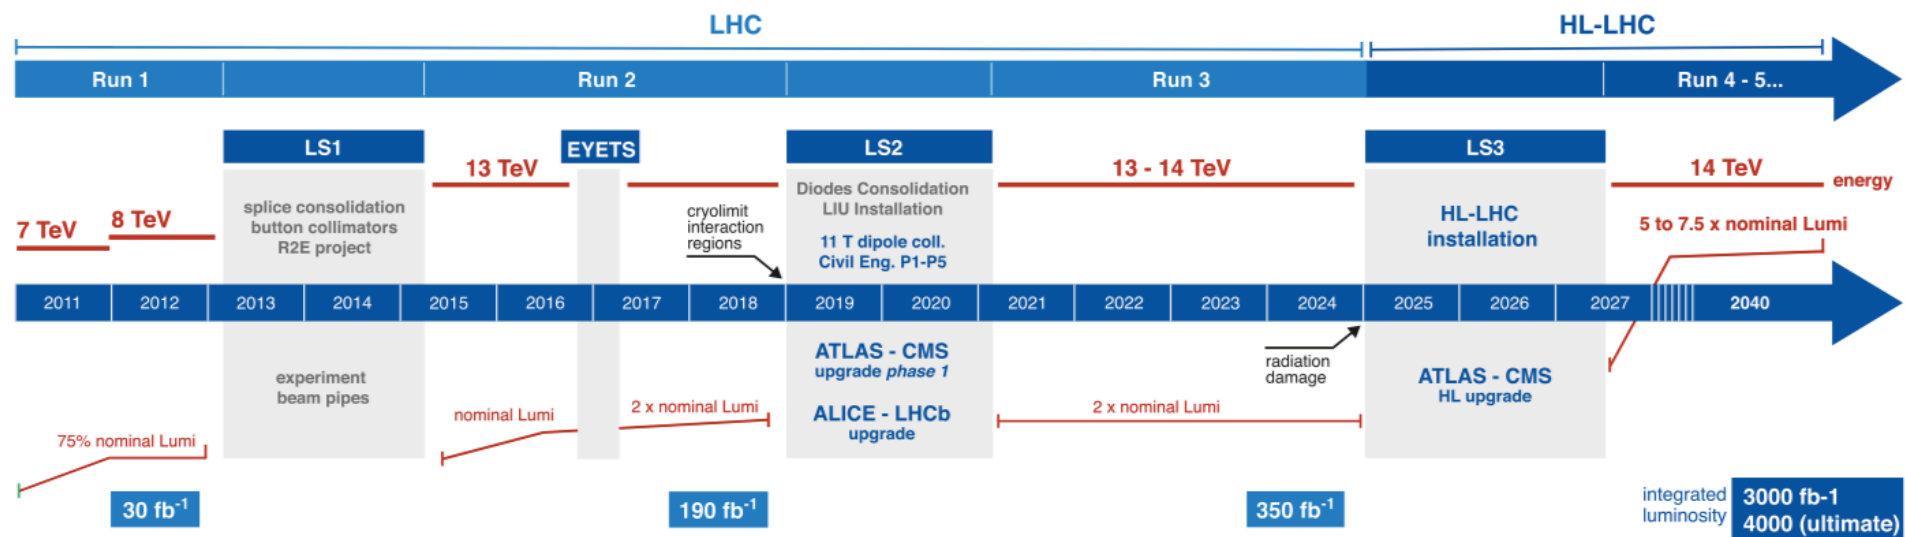 LHC
HL-LHC
Run 1
Run 2
Run 3
Run 4 - 5...
LS1
EYETS
LS2
LS3
13 TeV
13 - 14 TeV
14 TeV
energy
7 TeV
8 TeV
splice consolidation
button collimators
R2E project
cryolimit
interaction
regions
Diodes Consolidation
LIU Installation
11 T dipole coll.
Civil Eng. P1-P5
HL-LHC
installation
5 to 7.5 x nominal Lumi
2011
2012
2013
2014
2015
2016
2017
2018
2019
2020
2021
2022
2023
2024
2025
2026
2027
2040
experiment
beam pipes
ATLAS - CMS
upgrade phase 1
ALICE - LHCb
upgrade
radiation
damage
ATLAS - CMS
HL upgrade
75% nominal Lumi
nominal Lumi
2 x nominal Lumi
2 x nominal Lumi
30 fb⁻¹
190 fb⁻¹
350 fb⁻¹
integrated
luminosity
3000 fb-1
4000 (ultimate)